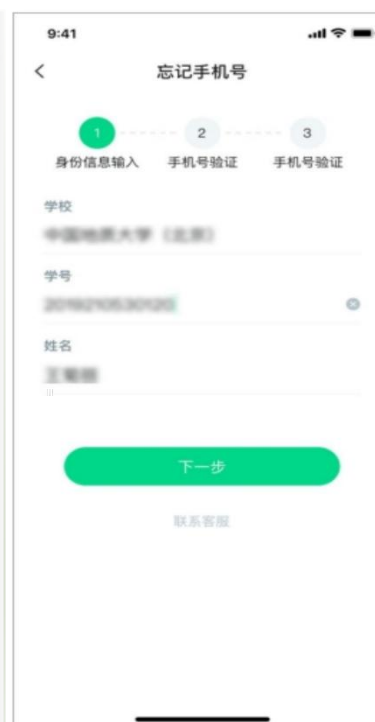 9:41
忘记手机号
1 2 3
身份信息输入 手机号验证 手机号验证
学校
学号
姓名
下一步
联系客服